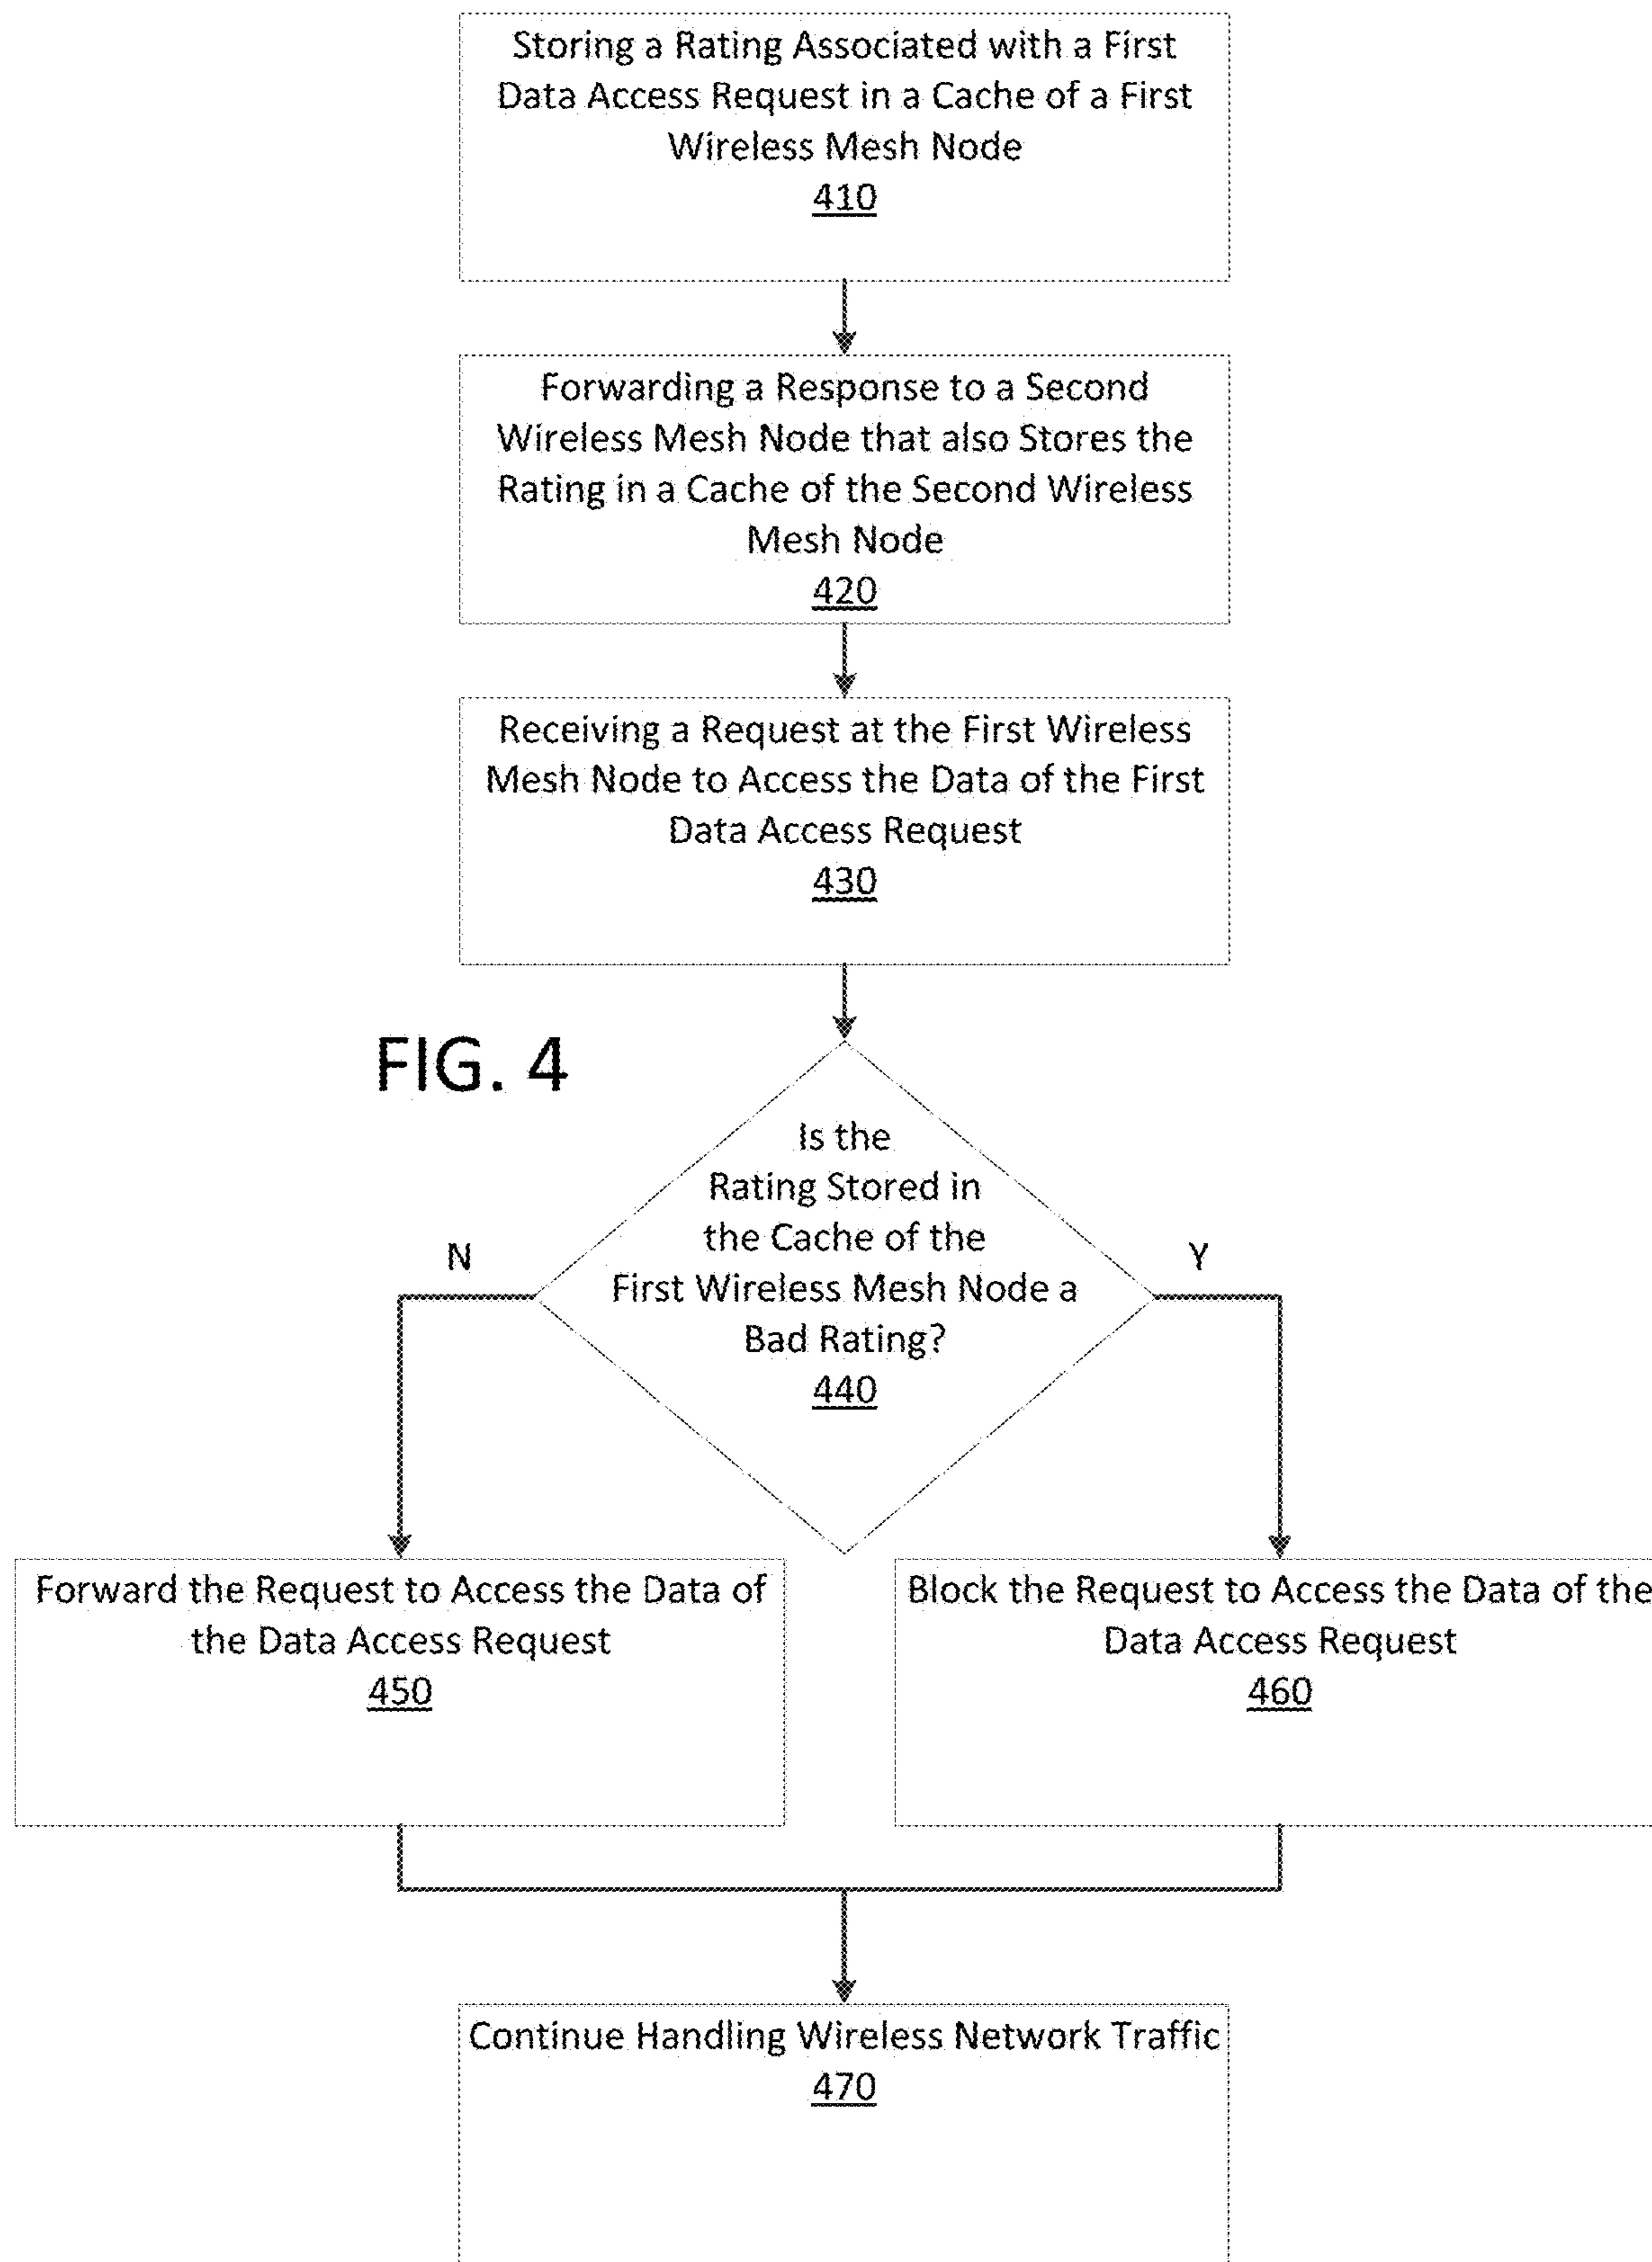 Storing a Rating Associated with a First
Data Access Request in a Cache of a First
Wireless Mesh Node
410
Forwarding a Response to a Second
Wireless Mesh Node that also Stores the
Rating in a Cache of the Second Wireless
Mesh Node
420
Receiving a Request at the First Wireless
Mesh Node to Access the Data of the First
Data Access Request
430
FIG. 4
Is the
Rating Stored in
the Cache of the
First Wireless Mesh Node a
Bad Rating?
440
N
Y
Forward the Request to Access the Data of
the Data Access Request
450
Block the Request to Access the Data of the
Data Access Request
460
Continue Handling Wireless Network Traffic
470